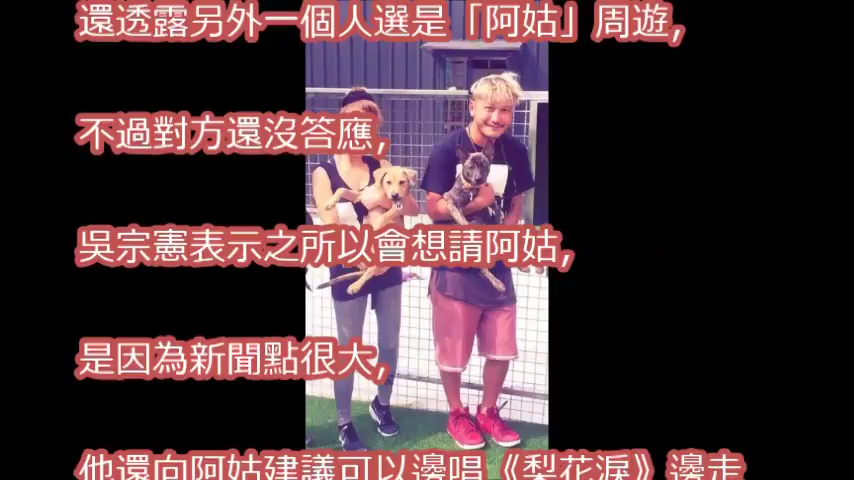 還透露另外一個人選是「阿姑」周遊,
不過對方還沒答應,
吳宗憲表示之所以會想請阿姑,
是因為新聞點很大,
他還向阿姑建議可以邊唱《梨花淚》邊走